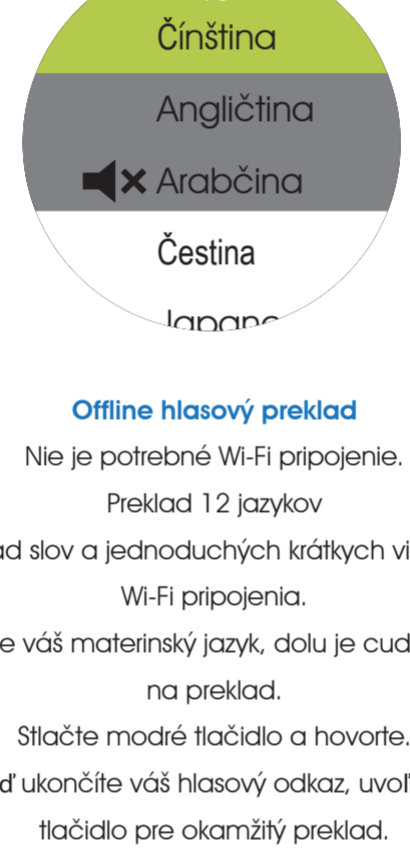 Čínština
Angličtina
Arabčina
Čestina
Nie je potrebné Wi-Fi pripojenie.
Offline hlasový preklad
Preklad 12 jazykov
slov a jednoduchých krátkych
Wi-Fi pripojenia.
váš materinský jazyk, dolu je
na preklad.
Stlačte modré tlačidlo a hovorte.
ukončíte váš hlasový odkaz,
tlačidlo pre okamžitý preklad.